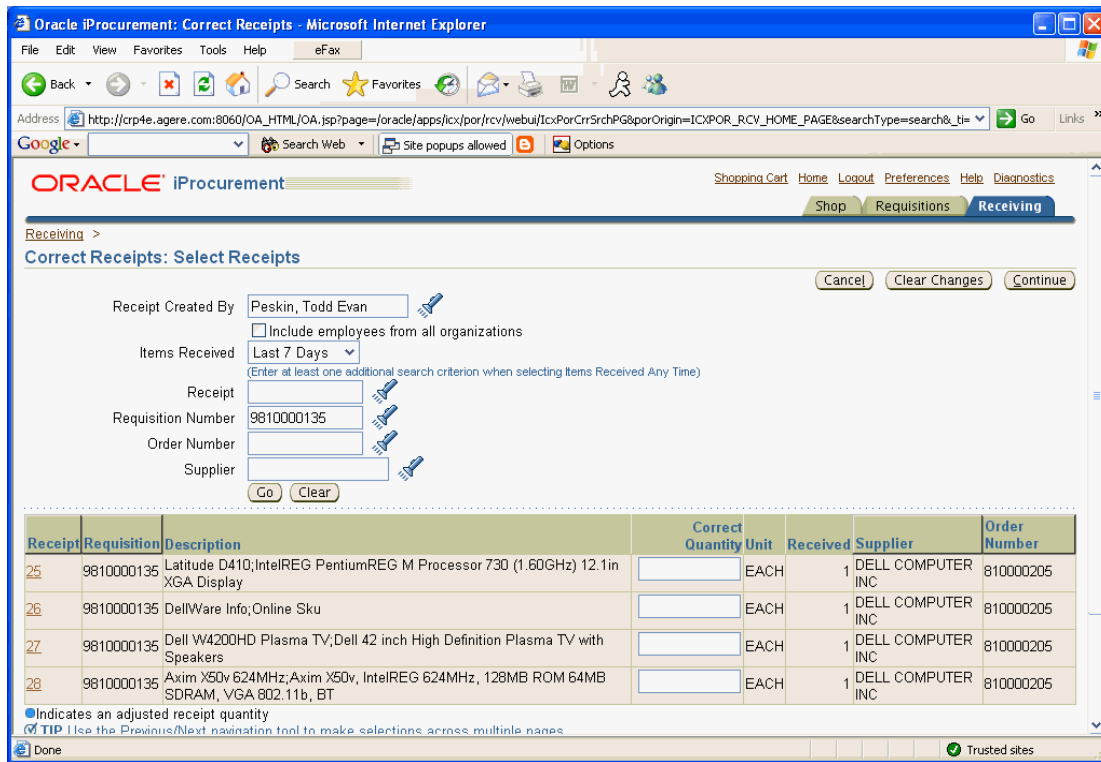 Oracle iProcurement: Correct Receipts - Microsoft Internet Explorer
File Edit View Favorites Tools Help eFax
Back Search Favorites
Address http://crp4e.agere.com:8060/OA_HTML/OA.jsp?page=/oracle/apps/icx/por/rcv/webui/IcxPorCrrSrchPG&porOrigin=ICXPOR_RCV_HOME_PAGE&searchType=search&_ti= Go Links »
Google Search Web Site popups allowed Options
ORACLE iProcurement
Shopping Cart Home Logout Preferences Help Diagnostics
Shop Requisitions Receiving
Receiving >
Correct Receipts: Select Receipts
Cancel Clear Changes Continue
Receipt Created By Peskin, Todd Evan
Include employees from all organizations
Items Received Last 7 Days
(Enter at least one additional search criterion when selecting Items Received Any Time)
Receipt
Requisition Number 9810000135
Order Number
Supplier
Go Clear
Receipt Requisition Description Correct Quantity Unit Received Supplier Order Number
25 9810000135 Latitude D410;IntelREG PentiumREG M Processor 730 (1.60GHz) 12.1in XGA Display EACH 1 DELL COMPUTER INC 810000205
26 9810000135 DellWare Info;Online Sku EACH 1 DELL COMPUTER INC 810000205
27 9810000135 Dell W4200HD Plasma TV;Dell 42 inch High Definition Plasma TV with Speakers EACH 1 DELL COMPUTER INC 810000205
28 9810000135 Axim X50v 624MHz;Axim X50v, IntelREG 624MHz, 128MB ROM 64MB SDRAM, VGA 802.11b, BT EACH 1 DELL COMPUTER INC 810000205
Indicates an adjusted receipt quantity
TIP Use the Previous/Next navigation tool to make selections across multiple pages
Done Trusted sites